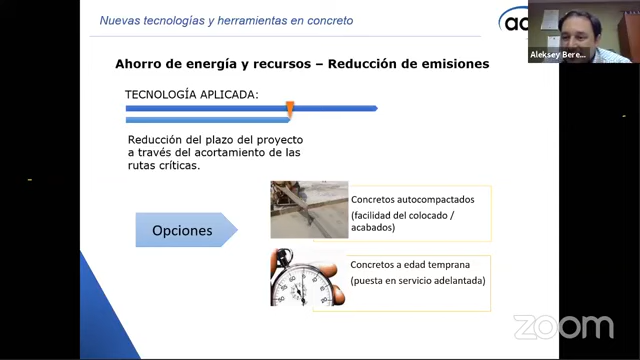 Nuevas tecnologías y herramientas en concreto
Aleksey Bere...
Ahorro de energía y recursos – Reducción de emisiones
TECNOLOGÍA APLICADA:
Reducción del plazo del proyecto
a través del acortamiento de las
rutas críticas.
Opciones
Concretos autocompactados
(facilidad del colocado /
acabados)
Concretos a edad temprana
(puesta en servicio adelantada)
zoom